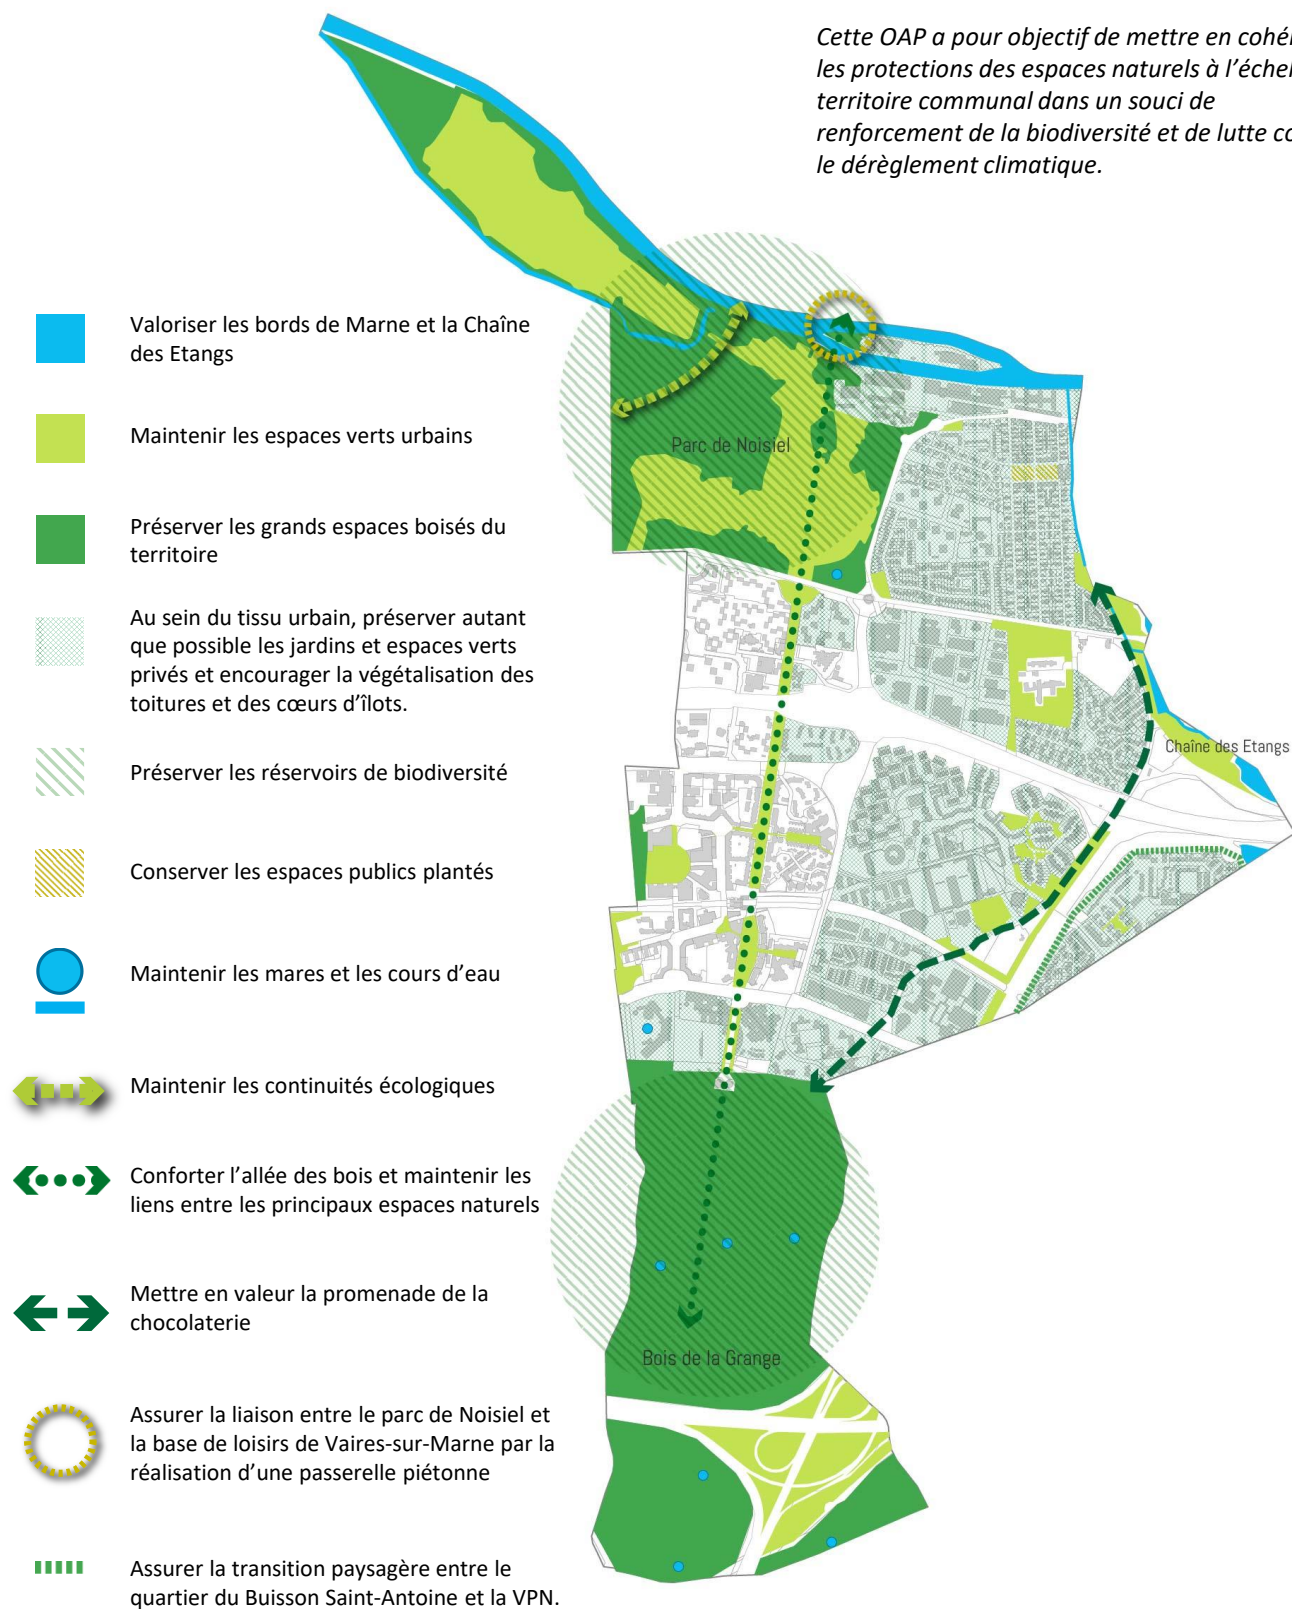 Cette OAP a pour objectif de mettre en
les protections des espaces naturels à
territoire communal dans un souci de
renforcement de la biodiversité et de lutte
le dérèglement climatique.
Valoriser les bords de Marne et la Chaîne
des Etangs
Maintenir les espaces verts urbains
Préserver les grands espaces boisés du
territoire
Au sein du tissu urbain, préserver autant
que possible les jardins et espaces verts
privés et encourager la végétalisation des
toitures et des cœurs d’îlots.
Préserver les réservoirs de biodiversité
Conserver les espaces publics plantés
Maintenir les mares et les cours d’eau
Maintenir les continuités écologiques
Conforter l’allée des bois et maintenir les
liens entre les principaux espaces naturels
Mettre en valeur la promenade de la
chocolaterie
Assurer la liaison entre le parc de Noisiel et
la base de loisirs de Vaires-sur-Marne par la
réalisation d’une passerelle piétonne
Assurer la transition paysagère entre le
quartier du Buisson Saint-Antoine et la VPN.
Parc de Noisiel
Chaîne des Etangs
Bois de la Grange